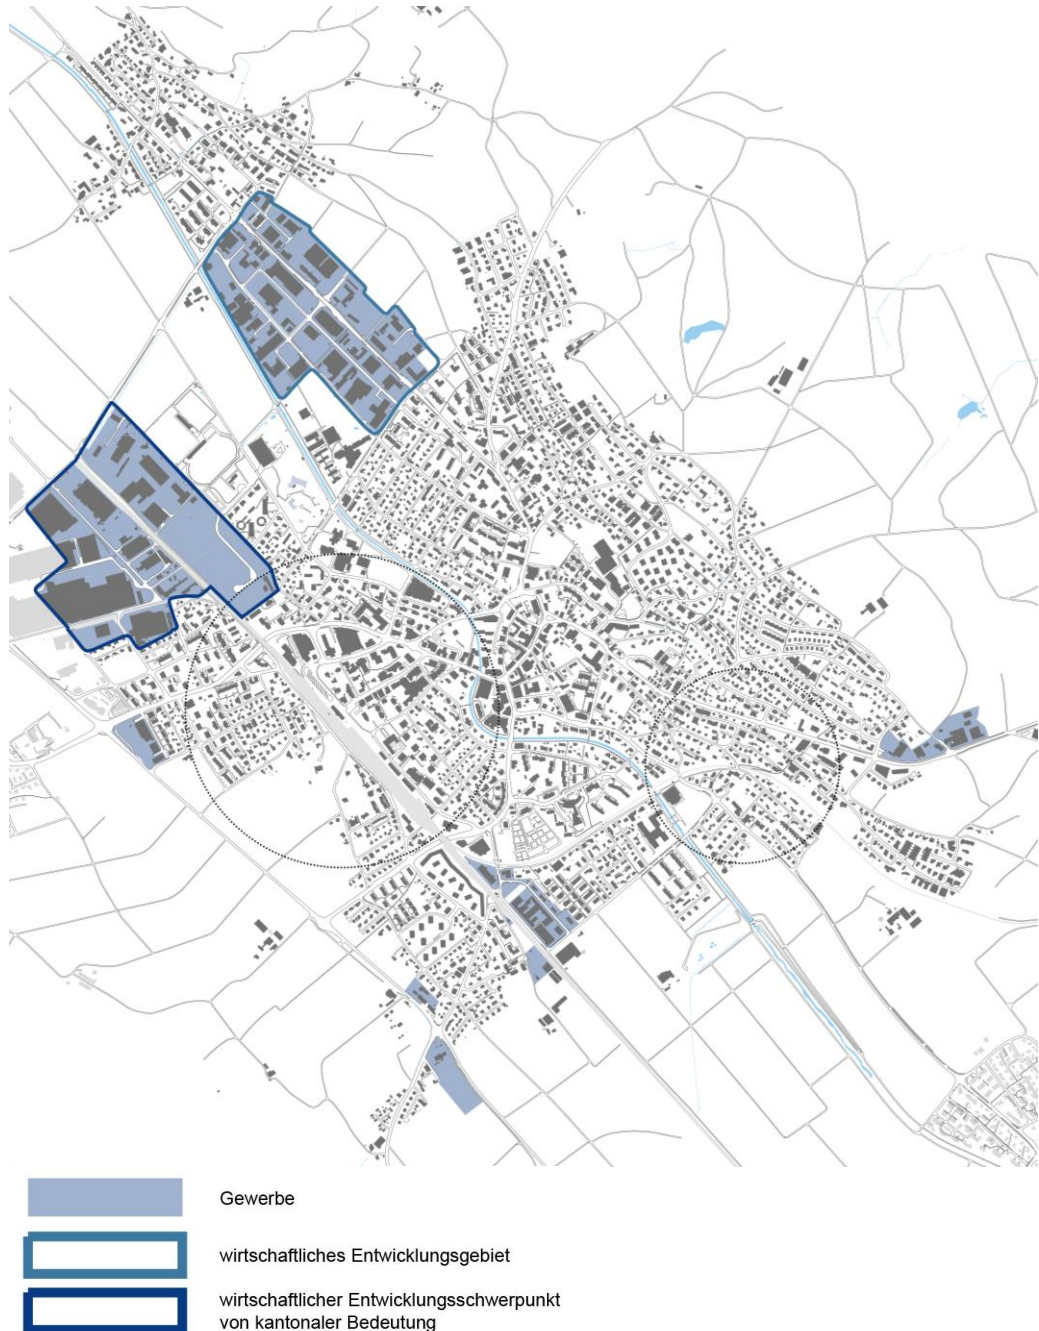 Gewerbe
wirtschaftliches Entwicklungsgebiet
wirtschaftlicher Entwicklungsschwerpunkt
von kantonaler Bedeutung